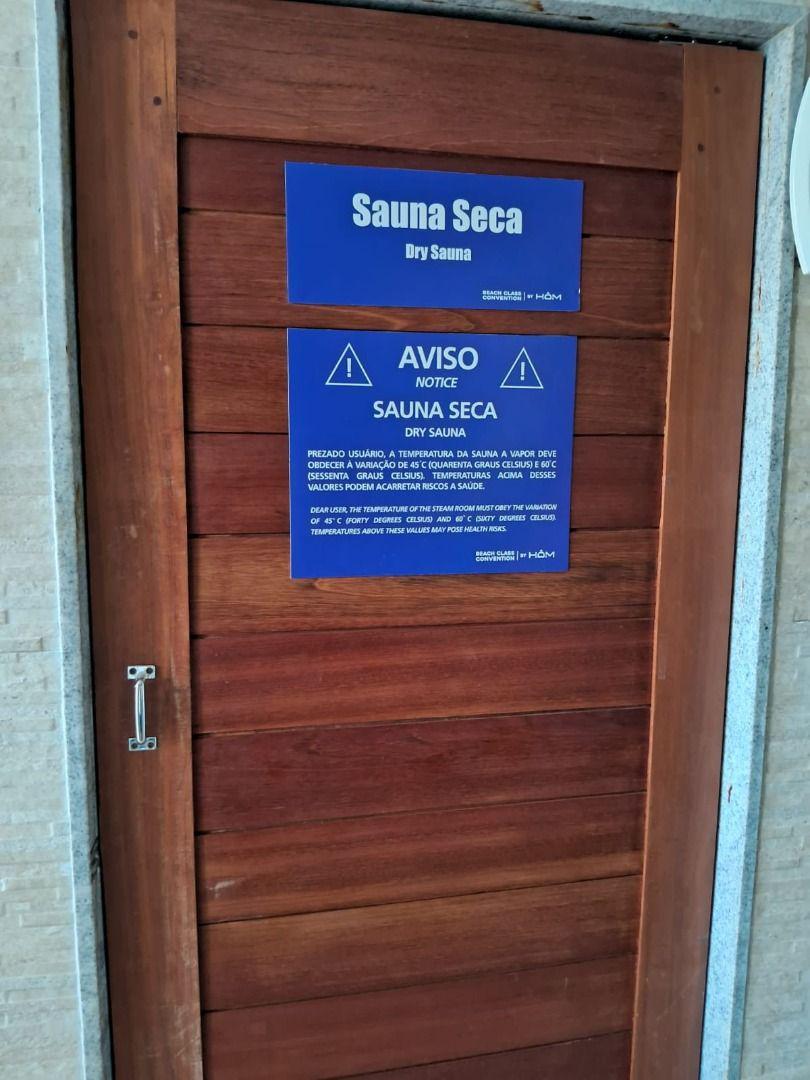 Sauna Seca
Dry Sauna
BEACH CLASS
CONVENTION | BY HÔM
! AVISO !
NOTICE
SAUNA SECA
DRY SAUNA
PREZADO USUÁRIO, A TEMPERATURA DA SAUNA A VAPOR DEVE
OBDECER À VARIAÇÃO DE 45°C (QUARENTA GRAUS CELSIUS) E 60°C
(SESSENTA GRAUS CELSIUS). TEMPERATURAS ACIMA DESSES
VALORES PODEM ACARRETAR RISCOS A SAÚDE.
DEAR USER, THE TEMPERATURE OF THE STEAM ROOM MUST OBEY THE VARIATION
OF 45° C (FORTY DEGREES CELSIUS) AND 60° C (SIXTY DEGREES CELSIUS).
TEMPERATURES ABOVE THESE VALUES MAY POSE HEALTH RISKS.
BEACH CLASS
CONVENTION | BY HÔM